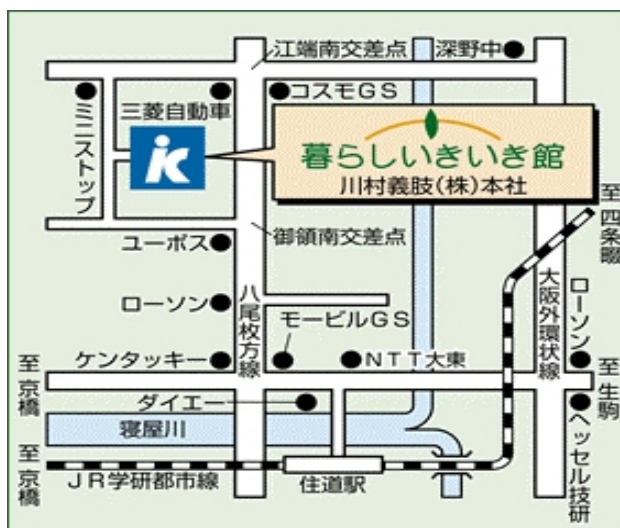 江端南交差点
深野中
ミニストップ
三菱自動車
コスモGS
iK
暮らしいきいき館
川村義肢(株)本社
至四条畷
ユーポス
御領南交差点
ローソン
八尾枚方線
モービルGS
大阪外環状線
ローソン
至京橋
ケンタッキー
NTT大東
至生駒
ダイエー
寝屋川
ヘッセル技研
至京橋
JR学研都市線
住道駅